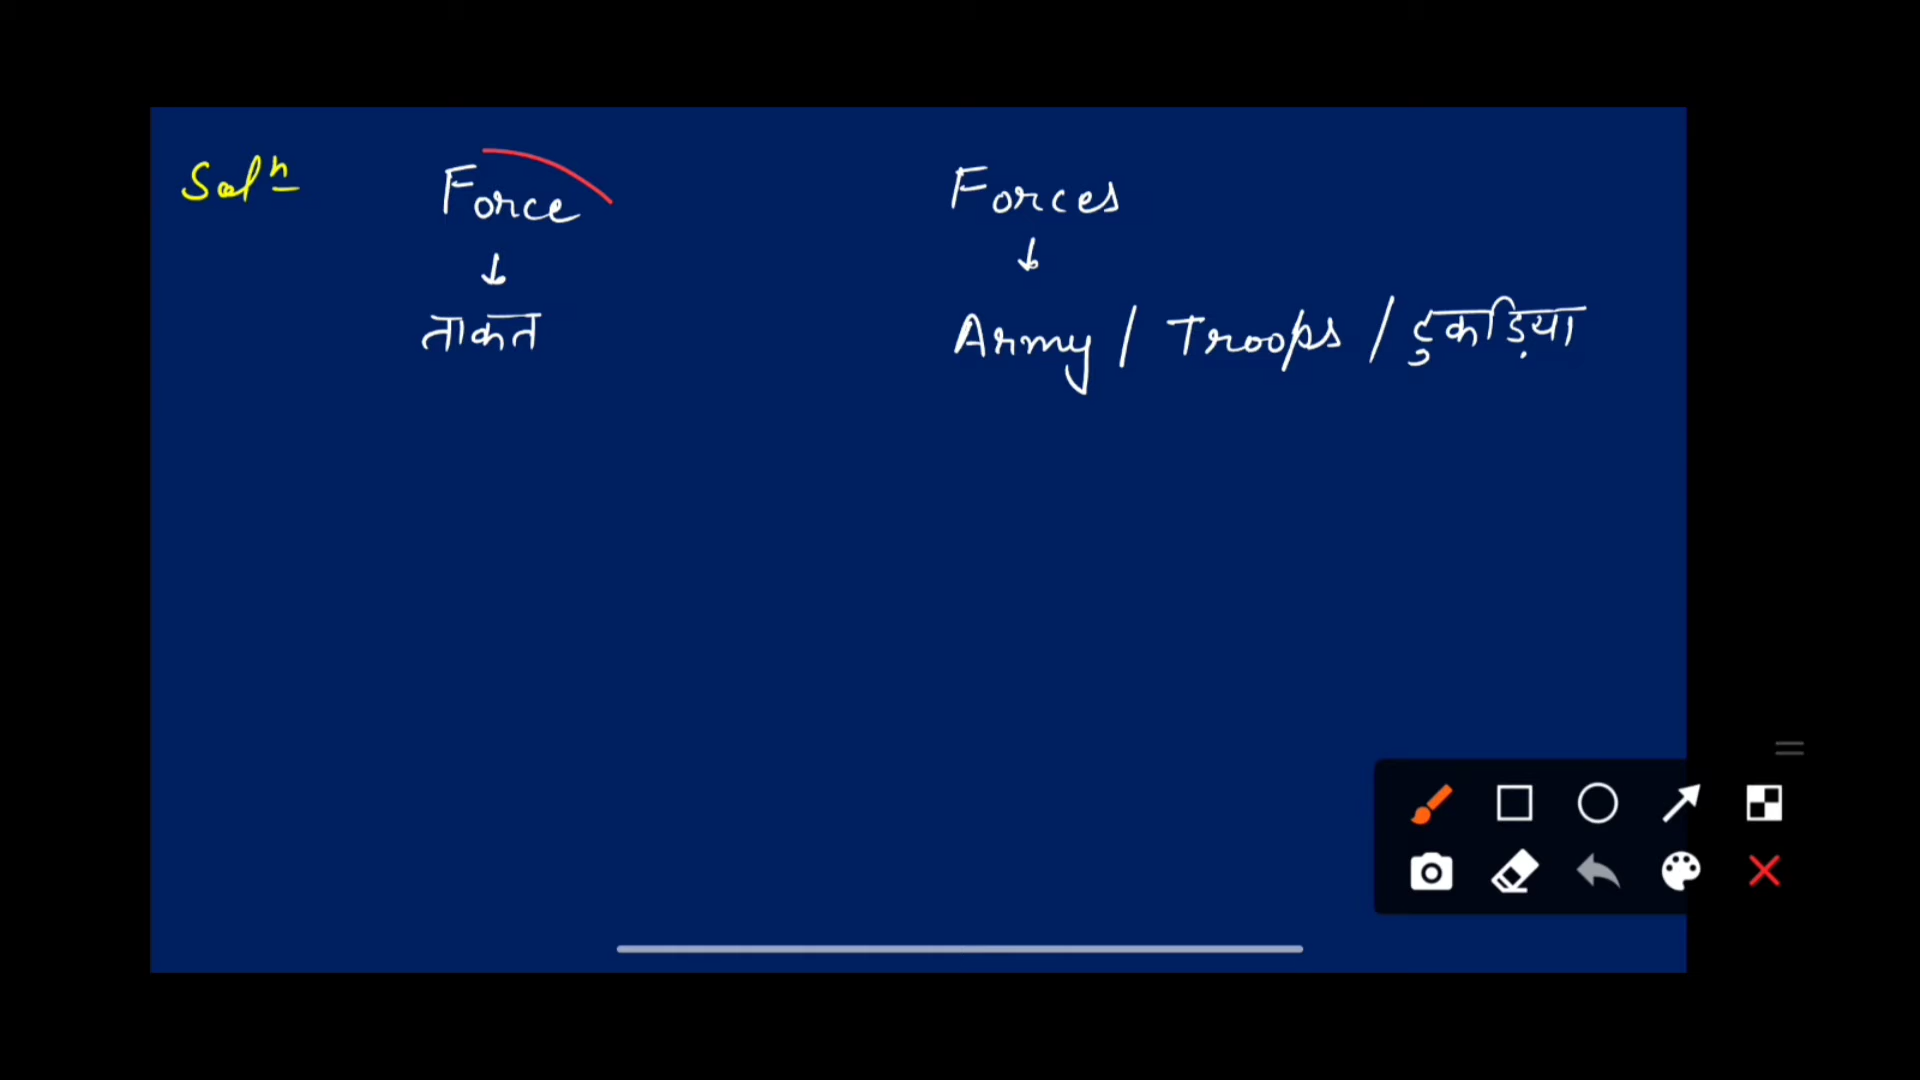 Solⁿ Force Forces
↓ ↓
ताकत Army / Troops / टुकड़िया